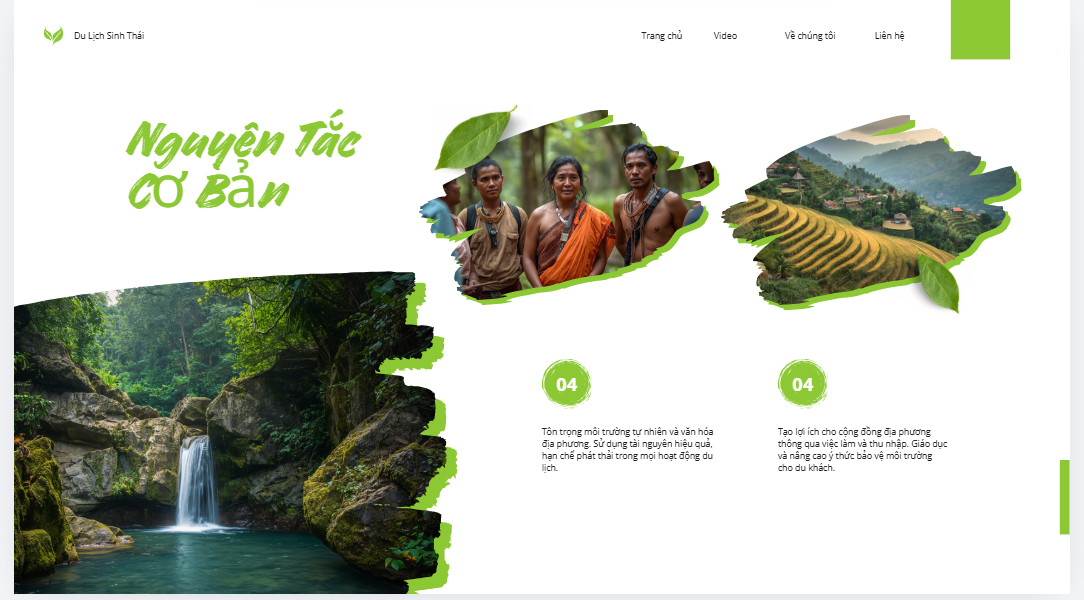 Du Lịch Sinh Thái
Trang chủ
Video
Về chúng tôi
Liên hệ
Nguyên Tắc
Cơ Bản
04
Tôn trọng môi trường tự nhiên và văn hóa
địa phương. Sử dụng tài nguyên hiệu quả,
hạn chế phát thải trong mọi hoạt động du
lịch.
04
Tạo lợi ích cho cộng đồng địa phương
thông qua việc làm và thu nhập. Giáo dục
và nâng cao ý thức bảo vệ môi trường
cho du khách.